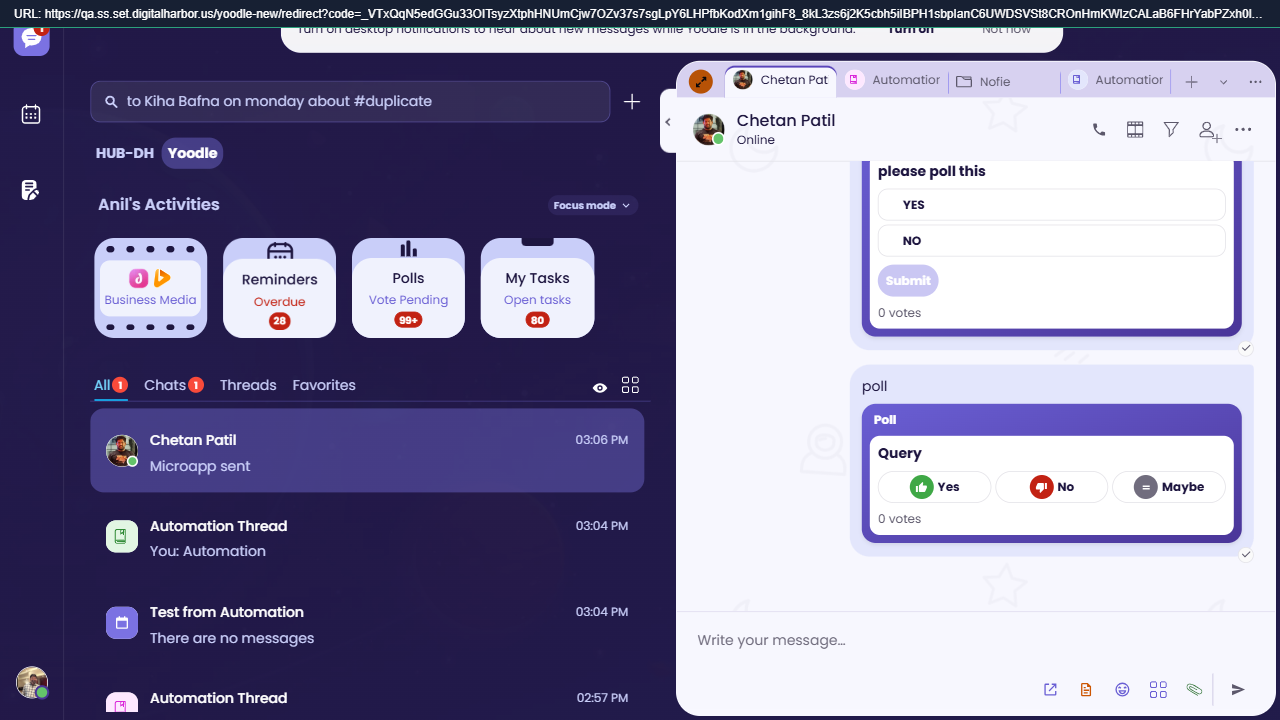 URL: https://qa.ss.set.digitalharbor.us/yoodle-new/redirect?code=_VTxQqN5edGGu33OITsyzXtphHNUmCjw7OZv37s7sgLpY6LHPfbKodXm1gihF8_8kL3zs6j2K5cbh5iIBPH1sbplanC6UWDSVSt8CROnHmKWIzCALaB6FHrYabPZxh0I...
Turn on desktop notifications to hear about new messages while Yoodle is in the background. Turn on Not now
to Kiha Bafna on monday about #duplicate
HUB-DH Yoodle
Anil's Activities
Focus mode
Business Media
Reminders
Overdue
28
Polls
Vote Pending
99+
My Tasks
Open tasks
80
All 1 Chats 1 Threads Favorites
Chetan Patil 03:06 PM
Microapp sent
Automation Thread 03:04 PM
You: Automation
Test from Automation 03:04 PM
There are no messages
Automation Thread 02:57 PM
Chetan Pat Automation Nofie Automation
Chetan Patil
Online
please poll this
YES
NO
Submit
0 votes
poll
Poll
Query
Yes No Maybe
0 votes
Write your message...